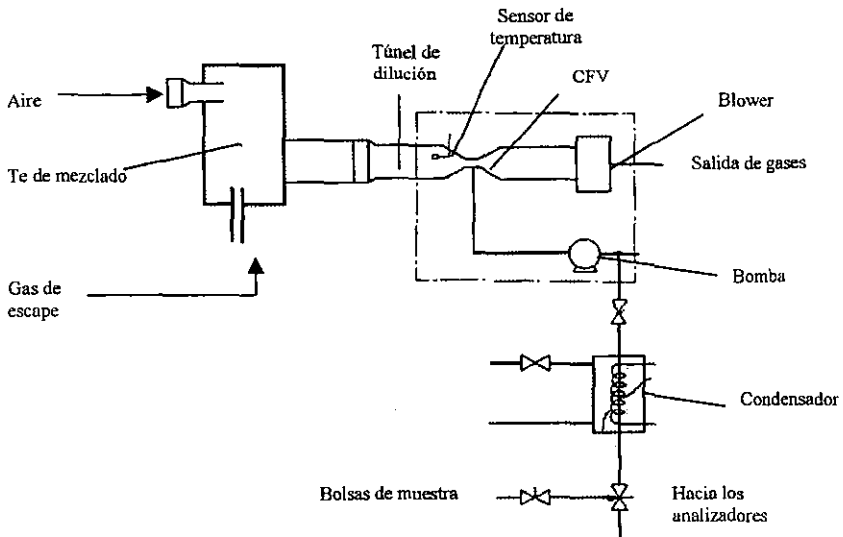 Sensor de
temperatura
Túnel de
dilución
CFV
Aire
Blower
Te de mezclado
Salida de gases
Gas de
escape
Bomba
Condensador
Bolsas de muestra
Hacia los
analizadores